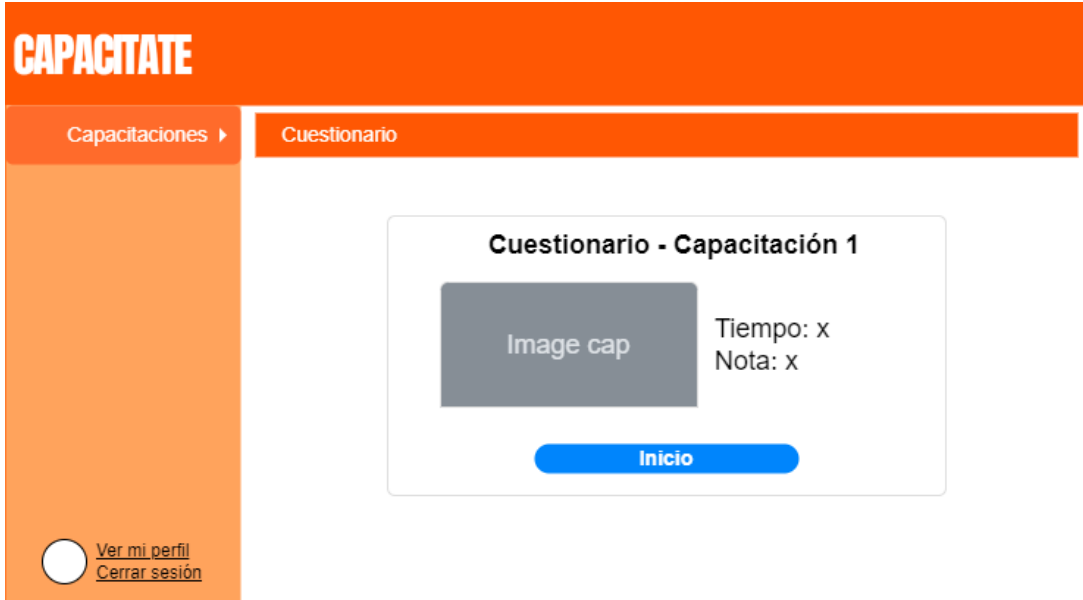 CAPACITATE
Capacitaciones
Cuestionario
Cuestionario - Capacitación 1
Image cap
Tiempo: x
Nota: x
Inicio
Ver mi perfil
Cerrar sesión